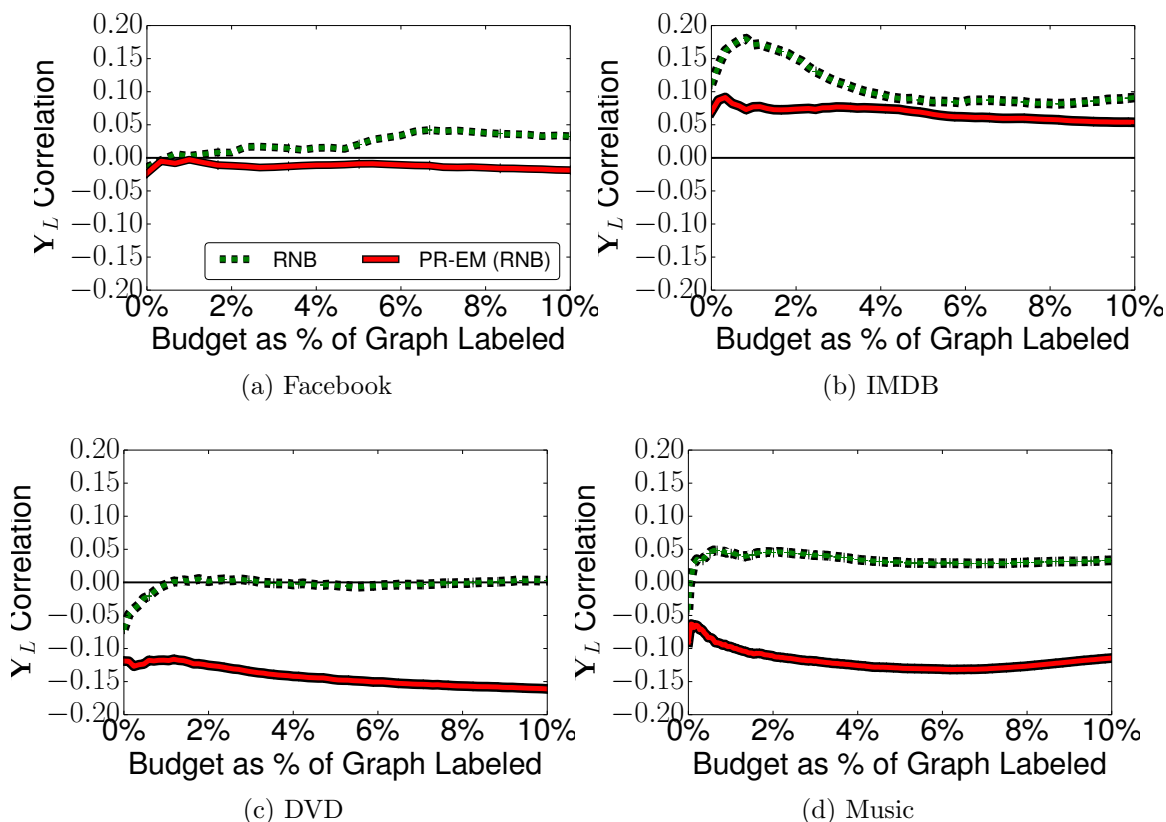 0.20
0.15
0.10
0.05
0.00
−0.05
−0.10
−0.15
−0.20
Y_L Correlation
RNB PR-EM (RNB)
0% 2% 4% 6% 8% 10%
Budget as % of Graph Labeled
(a) Facebook
0.20
0.15
0.10
0.05
0.00
−0.05
−0.10
−0.15
−0.20
Y_L Correlation
0% 2% 4% 6% 8% 10%
Budget as % of Graph Labeled
(b) IMDB
0.20
0.15
0.10
0.05
0.00
−0.05
−0.10
−0.15
−0.20
Y_L Correlation
0% 2% 4% 6% 8% 10%
Budget as % of Graph Labeled
(c) DVD
0.20
0.15
0.10
0.05
0.00
−0.05
−0.10
−0.15
−0.20
Y_L Correlation
0% 2% 4% 6% 8% 10%
Budget as % of Graph Labeled
(d) Music